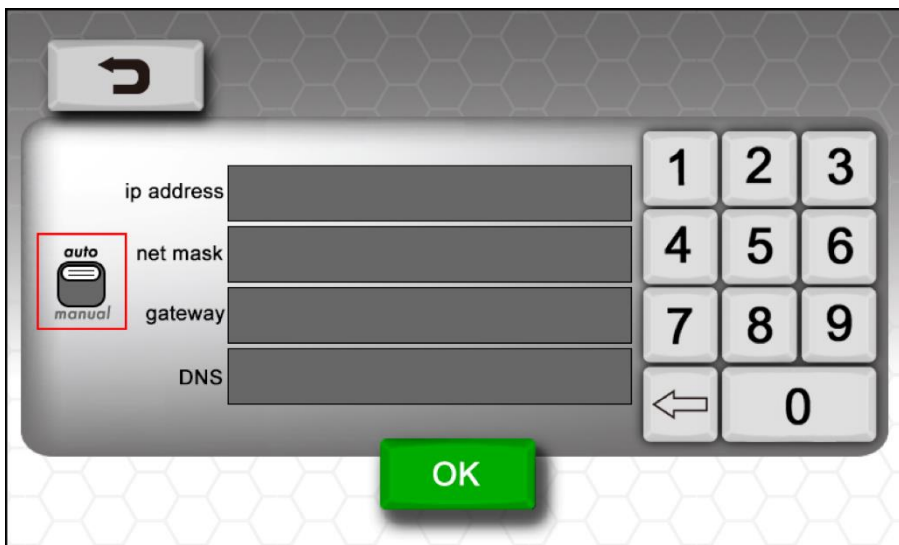 ip address
1 2 3
auto
net mask
4 5 6
manual
gateway
7 8 9
DNS
0
OK